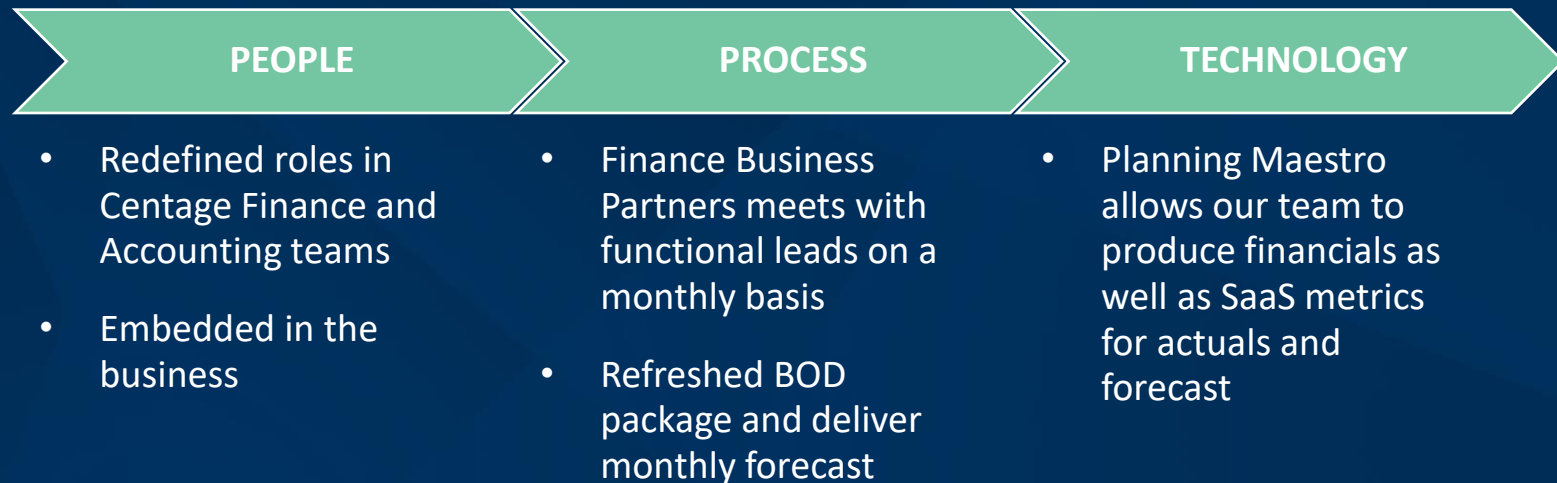 PEOPLE
PROCESS
TECHNOLOGY
• Redefined roles in
Centage Finance and
Accounting teams
• Embedded in the
business
• Finance Business
Partners meets with
functional leads on a
monthly basis
• Refreshed BOD
package and deliver
monthly forecast
• Planning Maestro
allows our team to
produce financials as
well as SaaS metrics
for actuals and
forecast